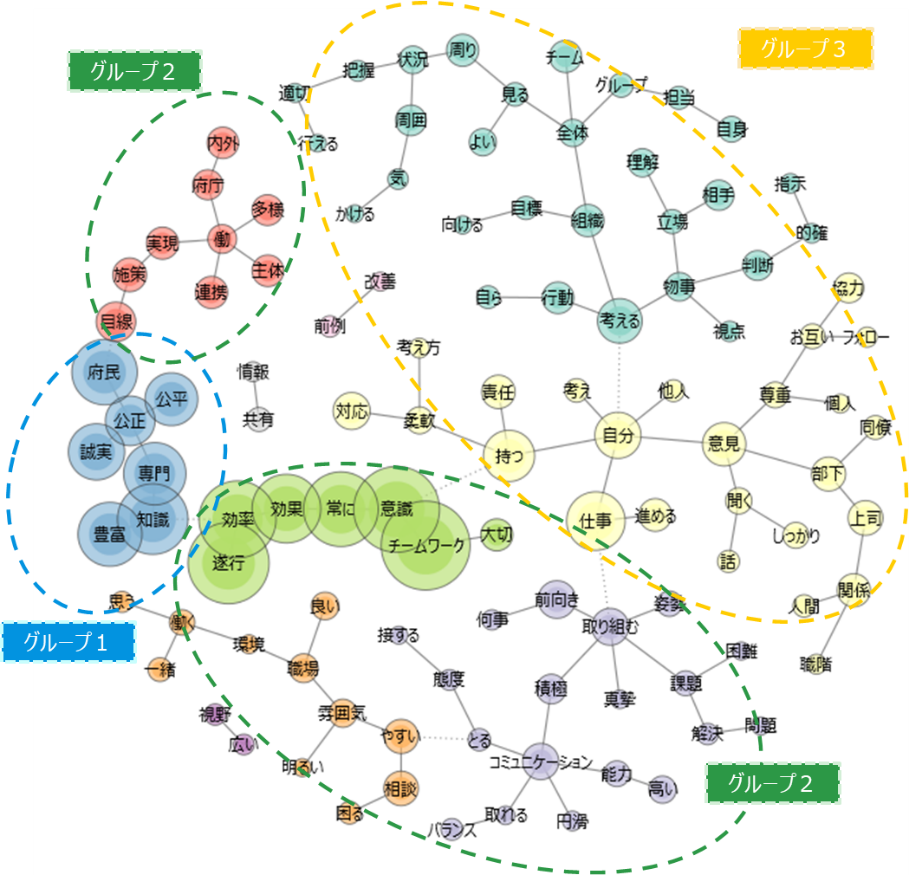 グループ２
グループ３
内外
府庁
多様
実現
働
主体
施策
連携
目線
適切
把握
状況
周り
行える
周囲
気
かける
よい
見る
チーム
グループ
担当
自身
全体
理解
相手
立場
指示
的確
判断
物事
視点
向ける
目標
組織
自ら
行動
考える
改善
前例
府民
公平
公正
誠実
専門
豊富
知識
情報
共有
考え方
対応
柔軟
責任
持つ
考え
他人
自分
仕事
進める
意見
尊重
お互い
協力
フォロー
個人
同僚
部下
上司
聞く
しっかり
話
関係
人間
職階
効率
効果
常に
意識
チームワーク
大切
遂行
グループ１
思う
働く
一緒
環境
良い
職場
雰囲気
明るい
やすい
相談
困る
視野
広い
接する
態度
とる
何事
前向き
取り組む
姿勢
真摯
積極
課題
困難
解決
問題
コミュニケーション
能力
高い
円滑
取れる
バランス
グループ２